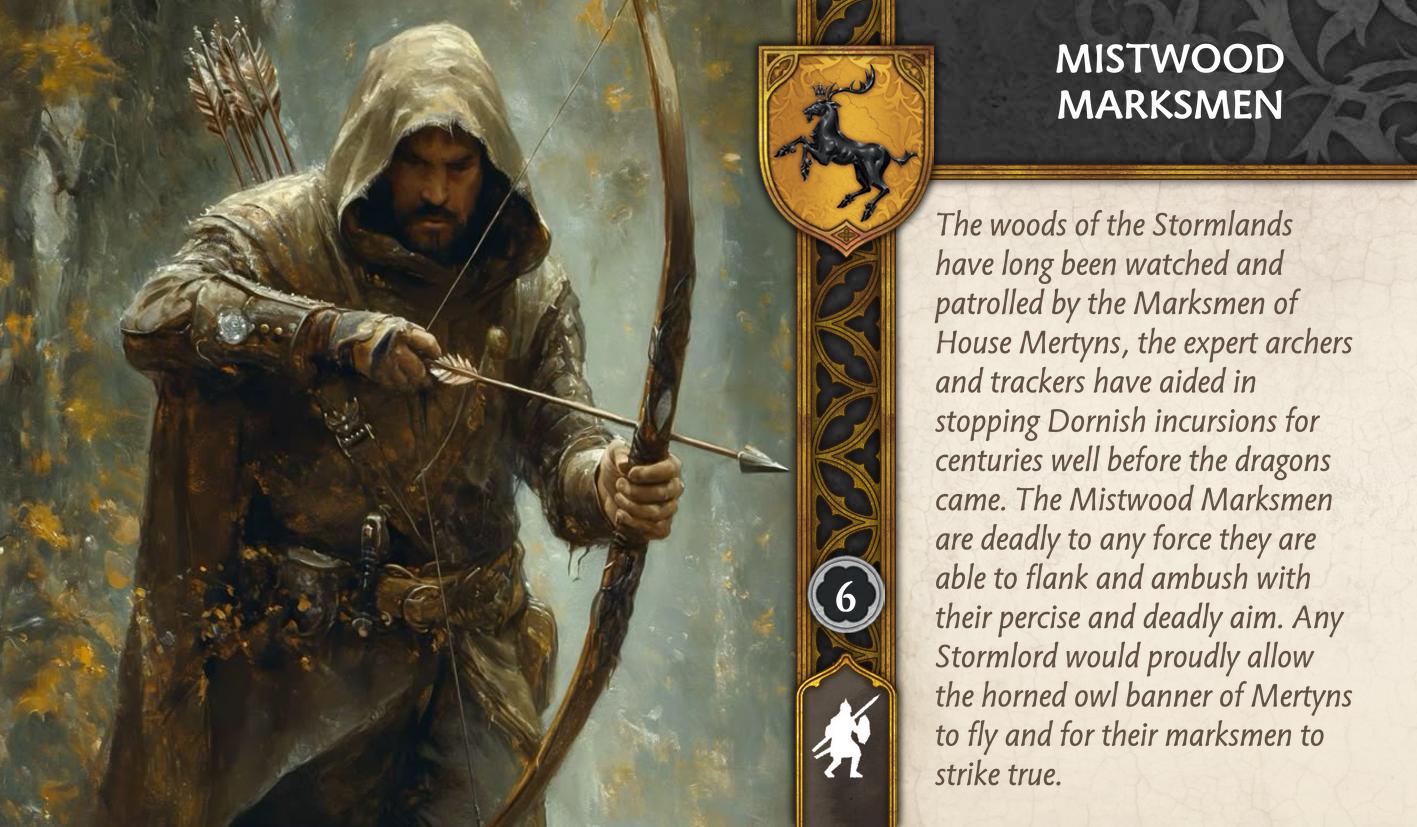 MISTWOOD
MARKSMEN
The woods of the Stormlands
have long been watched and
patrolled by the Marksmen of
House Mertyns, the expert archers
and trackers have aided in
stopping Dornish incursions for
centuries well before the dragons
came. The Mistwood Marksmen
are deadly to any force they are
able to flank and ambush with
their percise and deadly aim. Any
Stormlord would proudly allow
the horned owl banner of Mertyns
to fly and for their marksmen to
strike true.
6